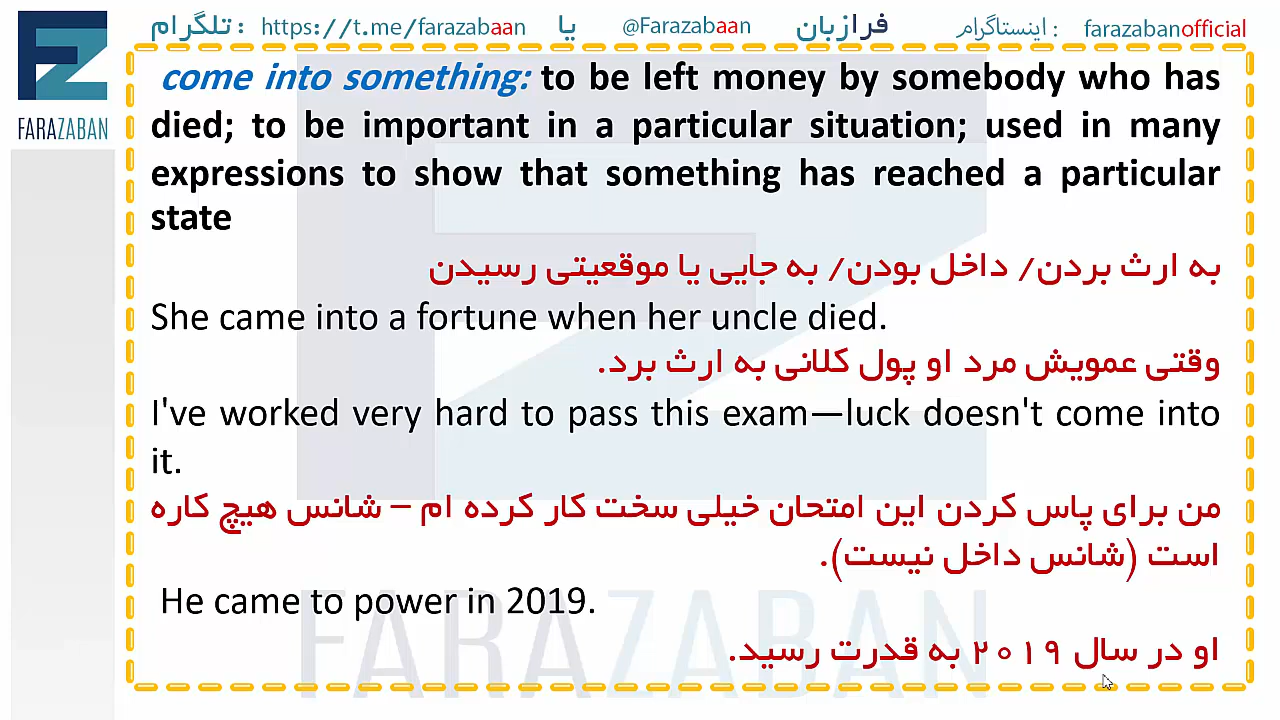 تلگرام : https://t.me/farazabaan یا @Farazabaan فرازبان اینستاگرام : farazabanofficial
FZ
FARAZABAN
come into something: to be left money by somebody who has
died; to be important in a particular situation; used in many
expressions to show that something has reached a particular
state
به ارث بردن/ داخل بودن/ به جایی یا موقعیتی رسیدن
She came into a fortune when her uncle died.
وقتی عمویش مرد او پول کلانی به ارث برد.
I've worked very hard to pass this exam—luck doesn't come into
it.
من برای پاس کردن این امتحان خیلی سخت کار کرده ام – شانس هیچ کاره
است (شانس داخل نیست).
He came to power in 2019.
او در سال ۲۰۱۹ به قدرت رسید.
FARAZABAN